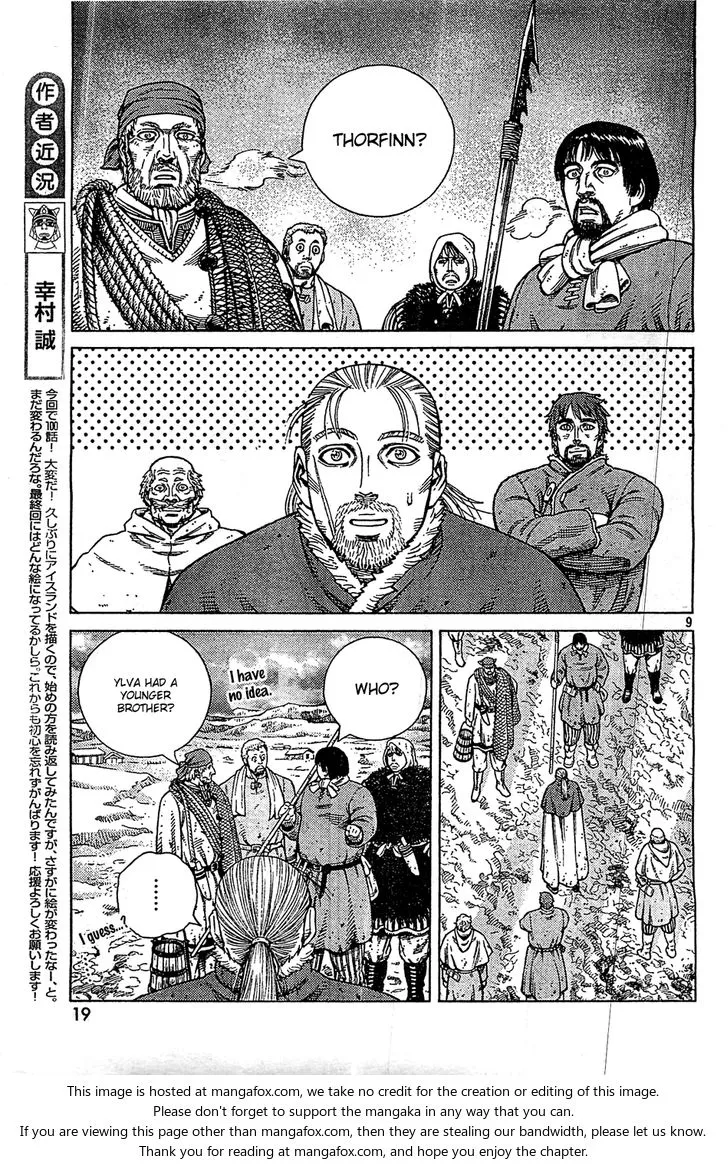 THORFINN?
作者近況
幸村誠
今回で100話！大変だ！久しぶりにアイスランドを描くので、始めの方を読み返してみたんですが、さすがに絵が変わったなー、と。
まだ変わるんだろな。最終回にはどんな絵になってるかしら。これからも初心を忘れずがんばります！応援よろしくお願いします！
9
WHO?
I have
no idea.
YLVA HAD A
YOUNGER
BROTHER?
.......
I guess...
19
This image is hosted at mangafox.com, we take no credit for the creation or editing of this image.
Please don't forget to support the mangaka in any way that you can.
If you are viewing this page other than mangafox.com, then they are stealing our bandwidth, please let us know.
Thank you for reading at mangafox.com, and hope you enjoy the chapter.